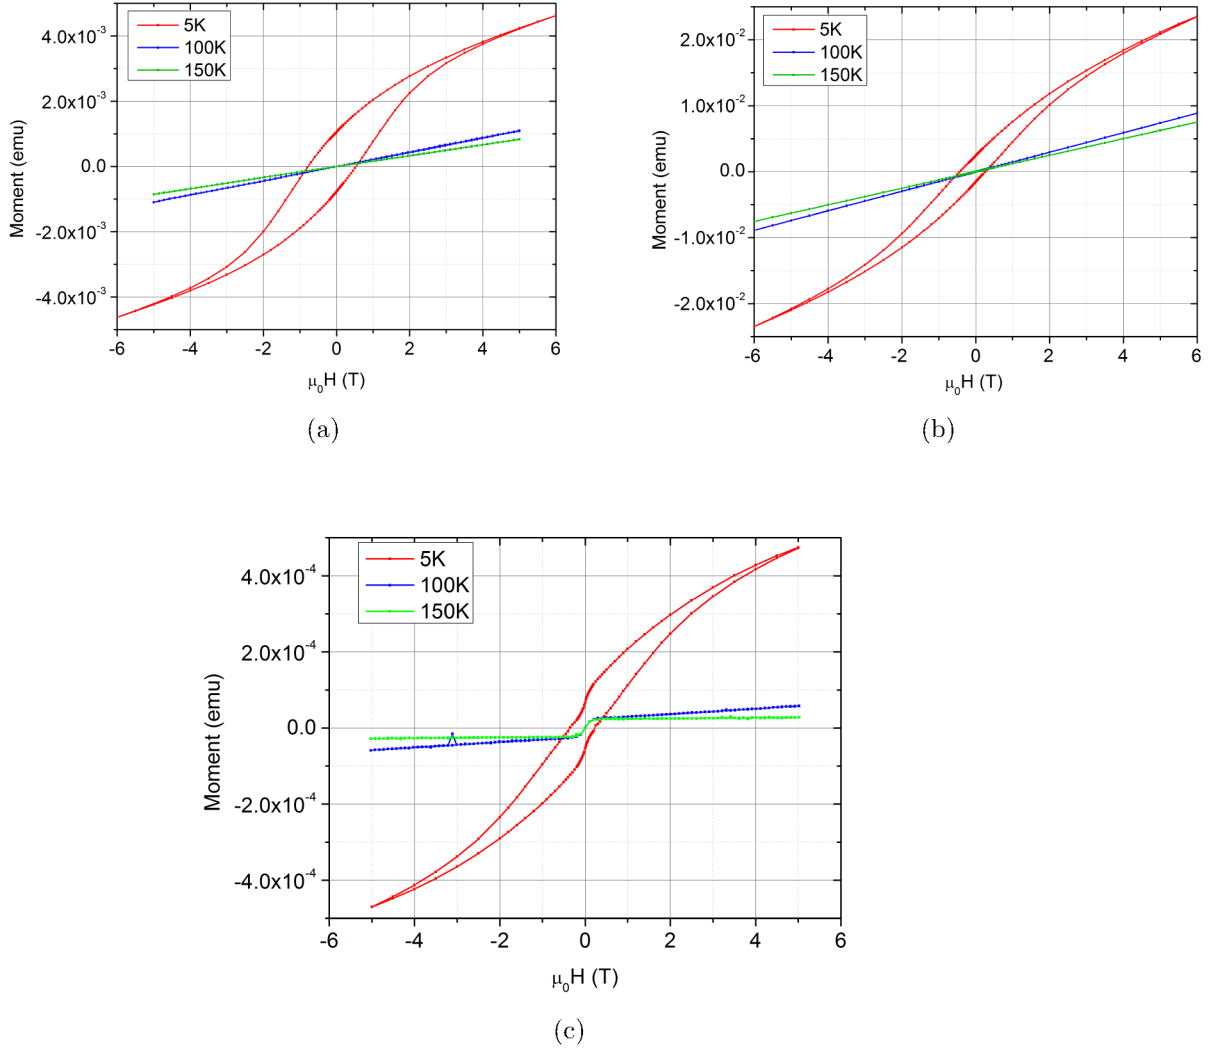 5K
100K
150K
4.0x10⁻³
2.0x10⁻³
0.0
-2.0x10⁻³
-4.0x10⁻³
Moment (emu)
-6 -4 -2 0 2 4 6
μ₀H (T)
(a)
5K
100K
150K
2.0x10⁻²
1.0x10⁻²
0.0
-1.0x10⁻²
-2.0x10⁻²
Moment (emu)
-6 -4 -2 0 2 4 6
μ₀H (T)
(b)
5K
100K
150K
4.0x10⁻⁴
2.0x10⁻⁴
0.0
-2.0x10⁻⁴
-4.0x10⁻⁴
Moment (emu)
-6 -4 -2 0 2 4 6
μ₀H (T)
(c)